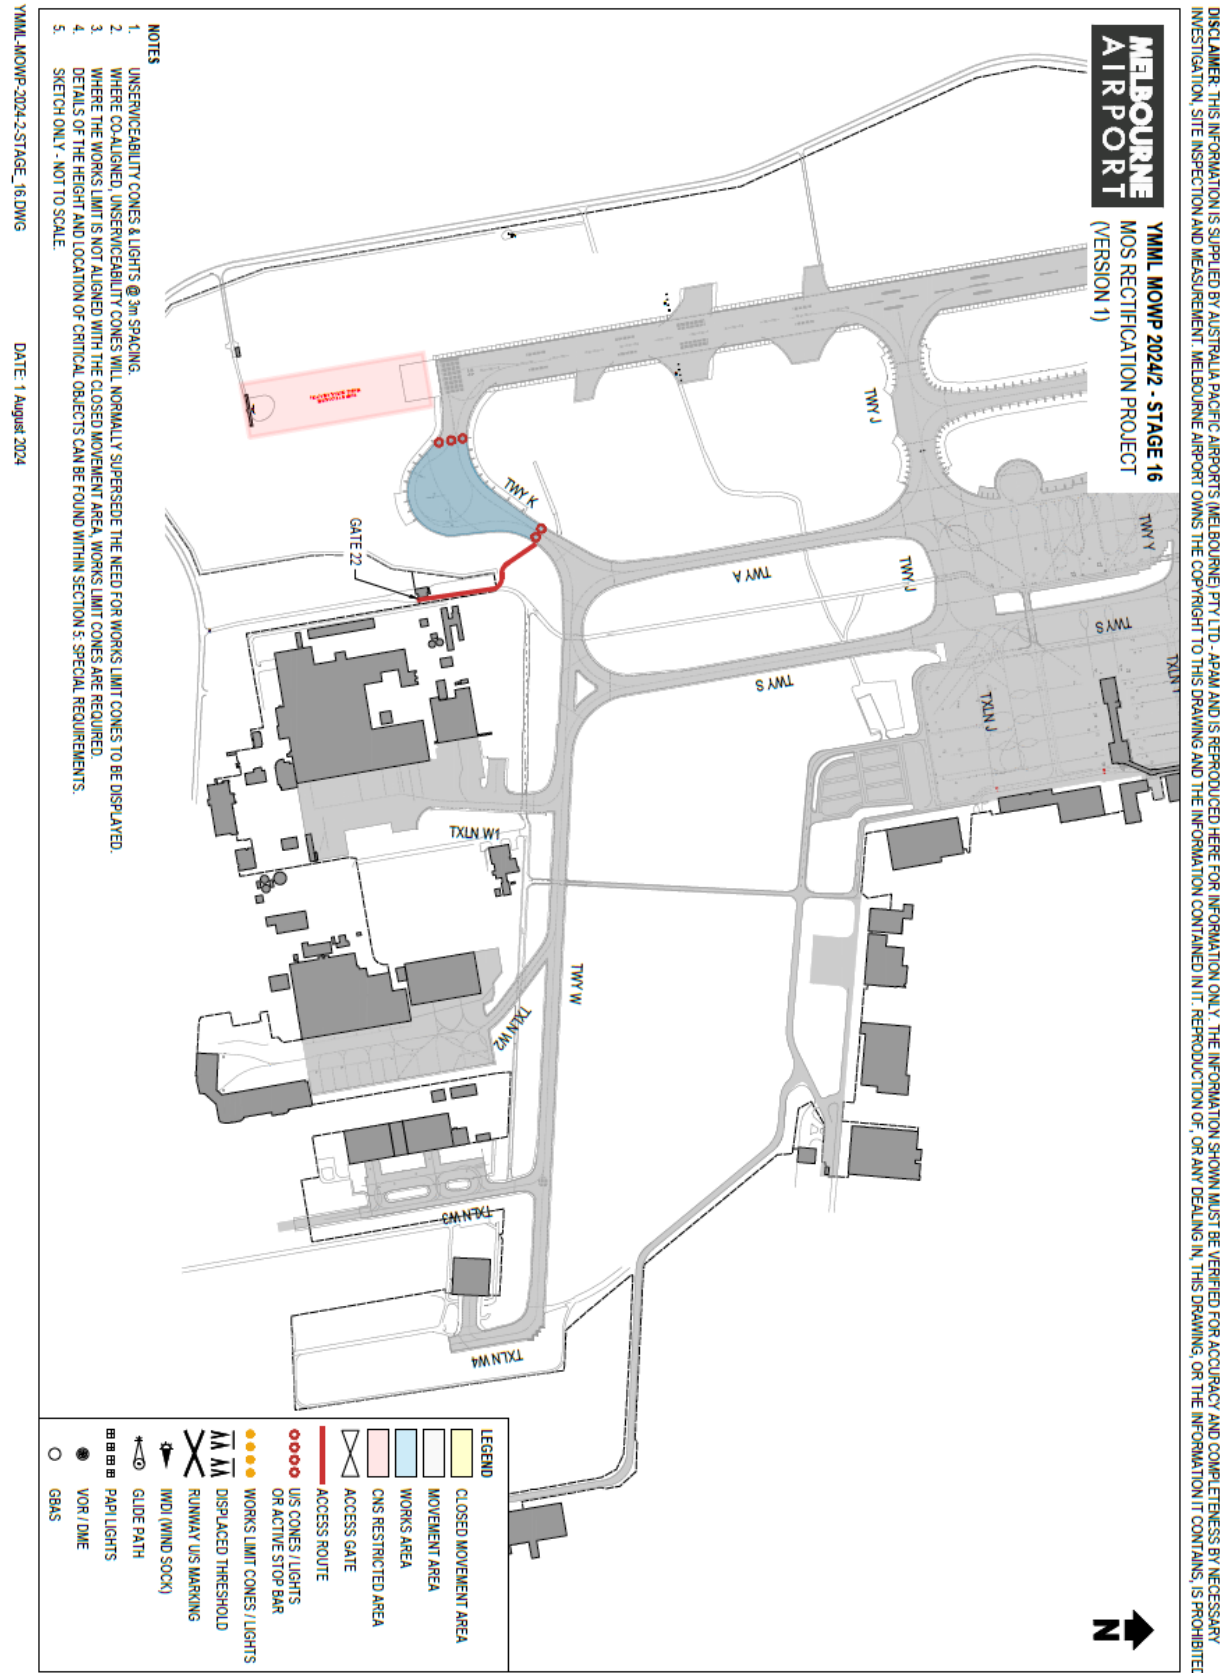 DISCLAIMER: THIS INFORMATION IS SUPPLIED BY AUSTRALIA PACIFIC AIRPORTS (MELBOURNE) PTY LTD - APAM AND IS REPRODUCED HERE FOR INFORMATION ONLY. THE INFORMATION SHOWN MUST BE VERIFIED FOR ACCURACY AND COMPLETENESS BY NECESSARY
INVESTIGATION, SITE INSPECTION AND MEASUREMENT. MELBOURNE AIRPORT OWNS THE COPYRIGHT TO THIS DRAWING AND THE INFORMATION CONTAINED IN IT. REPRODUCTION OF, OR ANY DEALING IN, THIS DRAWING, OR THE INFORMATION IT CONTAINS, IS PROHIBITED
MELBOURNE
AIRPORT
YMML MOWP 2024/2 - STAGE 16
MOS RECTIFICATION PROJECT
(VERSION 1)
N
TWY Y
TXLN Y
TWY S
TXLN J
TWY J
TWY J
TWY A
TWY S
TWY K
TWY W
GATE 22
TXLN W1
TXLN W2
TXLN W3
TXLN W4
LEGEND
CLOSED MOVEMENT AREA
MOVEMENT AREA
WORKS AREA
CNS RESTRICTED AREA
ACCESS GATE
ACCESS ROUTE
U/S CONES / LIGHTS
OR ACTIVE STOP BAR
WORKS LIMIT CONES / LIGHTS
DISPLACED THRESHOLD
RUNWAY U/S MARKING
IWDI (WIND SOCK)
GLIDE PATH
PAPI LIGHTS
VOR / DME
GBAS
NOTES
1. UNSERVICEABILITY CONES & LIGHTS @ 3m SPACING.
2. WHERE CO-ALIGNED, UNSERVICEABILITY CONES WILL NORMALLY SUPERSEDE THE NEED FOR WORKS LIMIT CONES TO BE DISPLAYED.
3. WHERE THE WORKS LIMIT IS NOT ALIGNED WITH THE CLOSED MOVEMENT AREA, WORKS LIMIT CONES ARE REQUIRED.
4. DETAILS OF THE HEIGHT AND LOCATION OF CRITICAL OBJECTS CAN BE FOUND WITHIN SECTION 5: SPECIAL REQUIREMENTS.
5. SKETCH ONLY - NOT TO SCALE.
YMML-MOWP-2024-2-STAGE_16.DWG
DATE: 1 August 2024